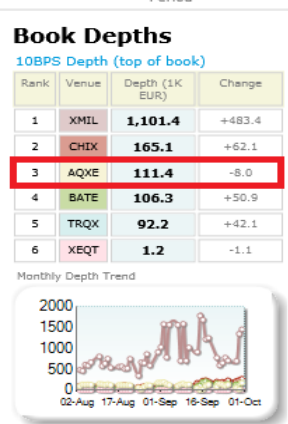 Period
Book Depths
10BPS Depth (top of book)
Rank Venue Depth (1K EUR) Change
1 XMIL 1,101.4 +483.4
2 CHIX 165.1 +62.1
3 AQXE 111.4 -8.0
4 BATE 106.3 +50.9
5 TRQX 92.2 +42.1
6 XEQT 1.2 -1.1
Monthly Depth Trend
2000
1500
1000
500
0
02-Aug 17-Aug 01-Sep 16-Sep 01-Oct